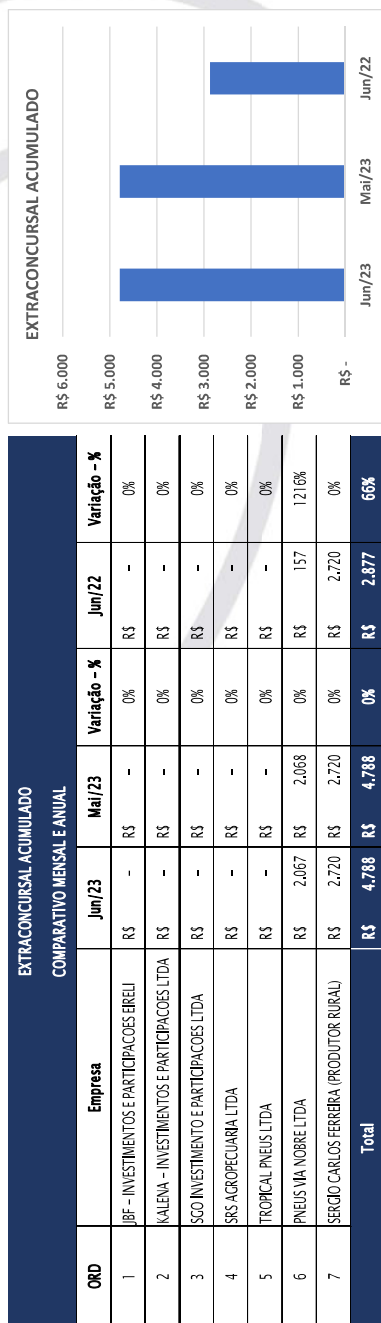 EXTRACONCURSAL ACUMULADO
COMPARATIVO MENSAL E ANUAL
ORD Empresa Jun/23 Mai/23 Variação – % Jun/22 Variação – %
1 JBF – INVESTIMENTOS E PARTICIPACOES EIRELI R$ - R$ - 0% R$ - 0%
2 KALENA – INVESTIMENTOS E PARTICIPACOES LTDA R$ - R$ - 0% R$ - 0%
3 SGO INVESTIMENTO E PARTICIPACOES LTDA R$ - R$ - 0% R$ - 0%
4 SRS AGROPECUARIA LTDA R$ - R$ - 0% R$ - 0%
5 TROPICAL PNEUS LTDA R$ - R$ - 0% R$ - 0%
6 PNEUS VIA NOBRE LTDA R$ 2.067 R$ 2.068 0% R$ 157 1216%
7 SERGIO CARLOS FERREIRA (PRODUTOR RURAL) R$ 2.720 R$ 2.720 0% R$ 2.720 0%
Total R$ 4.788 R$ 4.788 0% R$ 2.877 66%
EXTRACONCURSAL ACUMULADO
R$ 6.000
R$ 5.000
R$ 4.000
R$ 3.000
R$ 2.000
R$ 1.000
R$ -
Jun/23 Mai/23 Jun/22